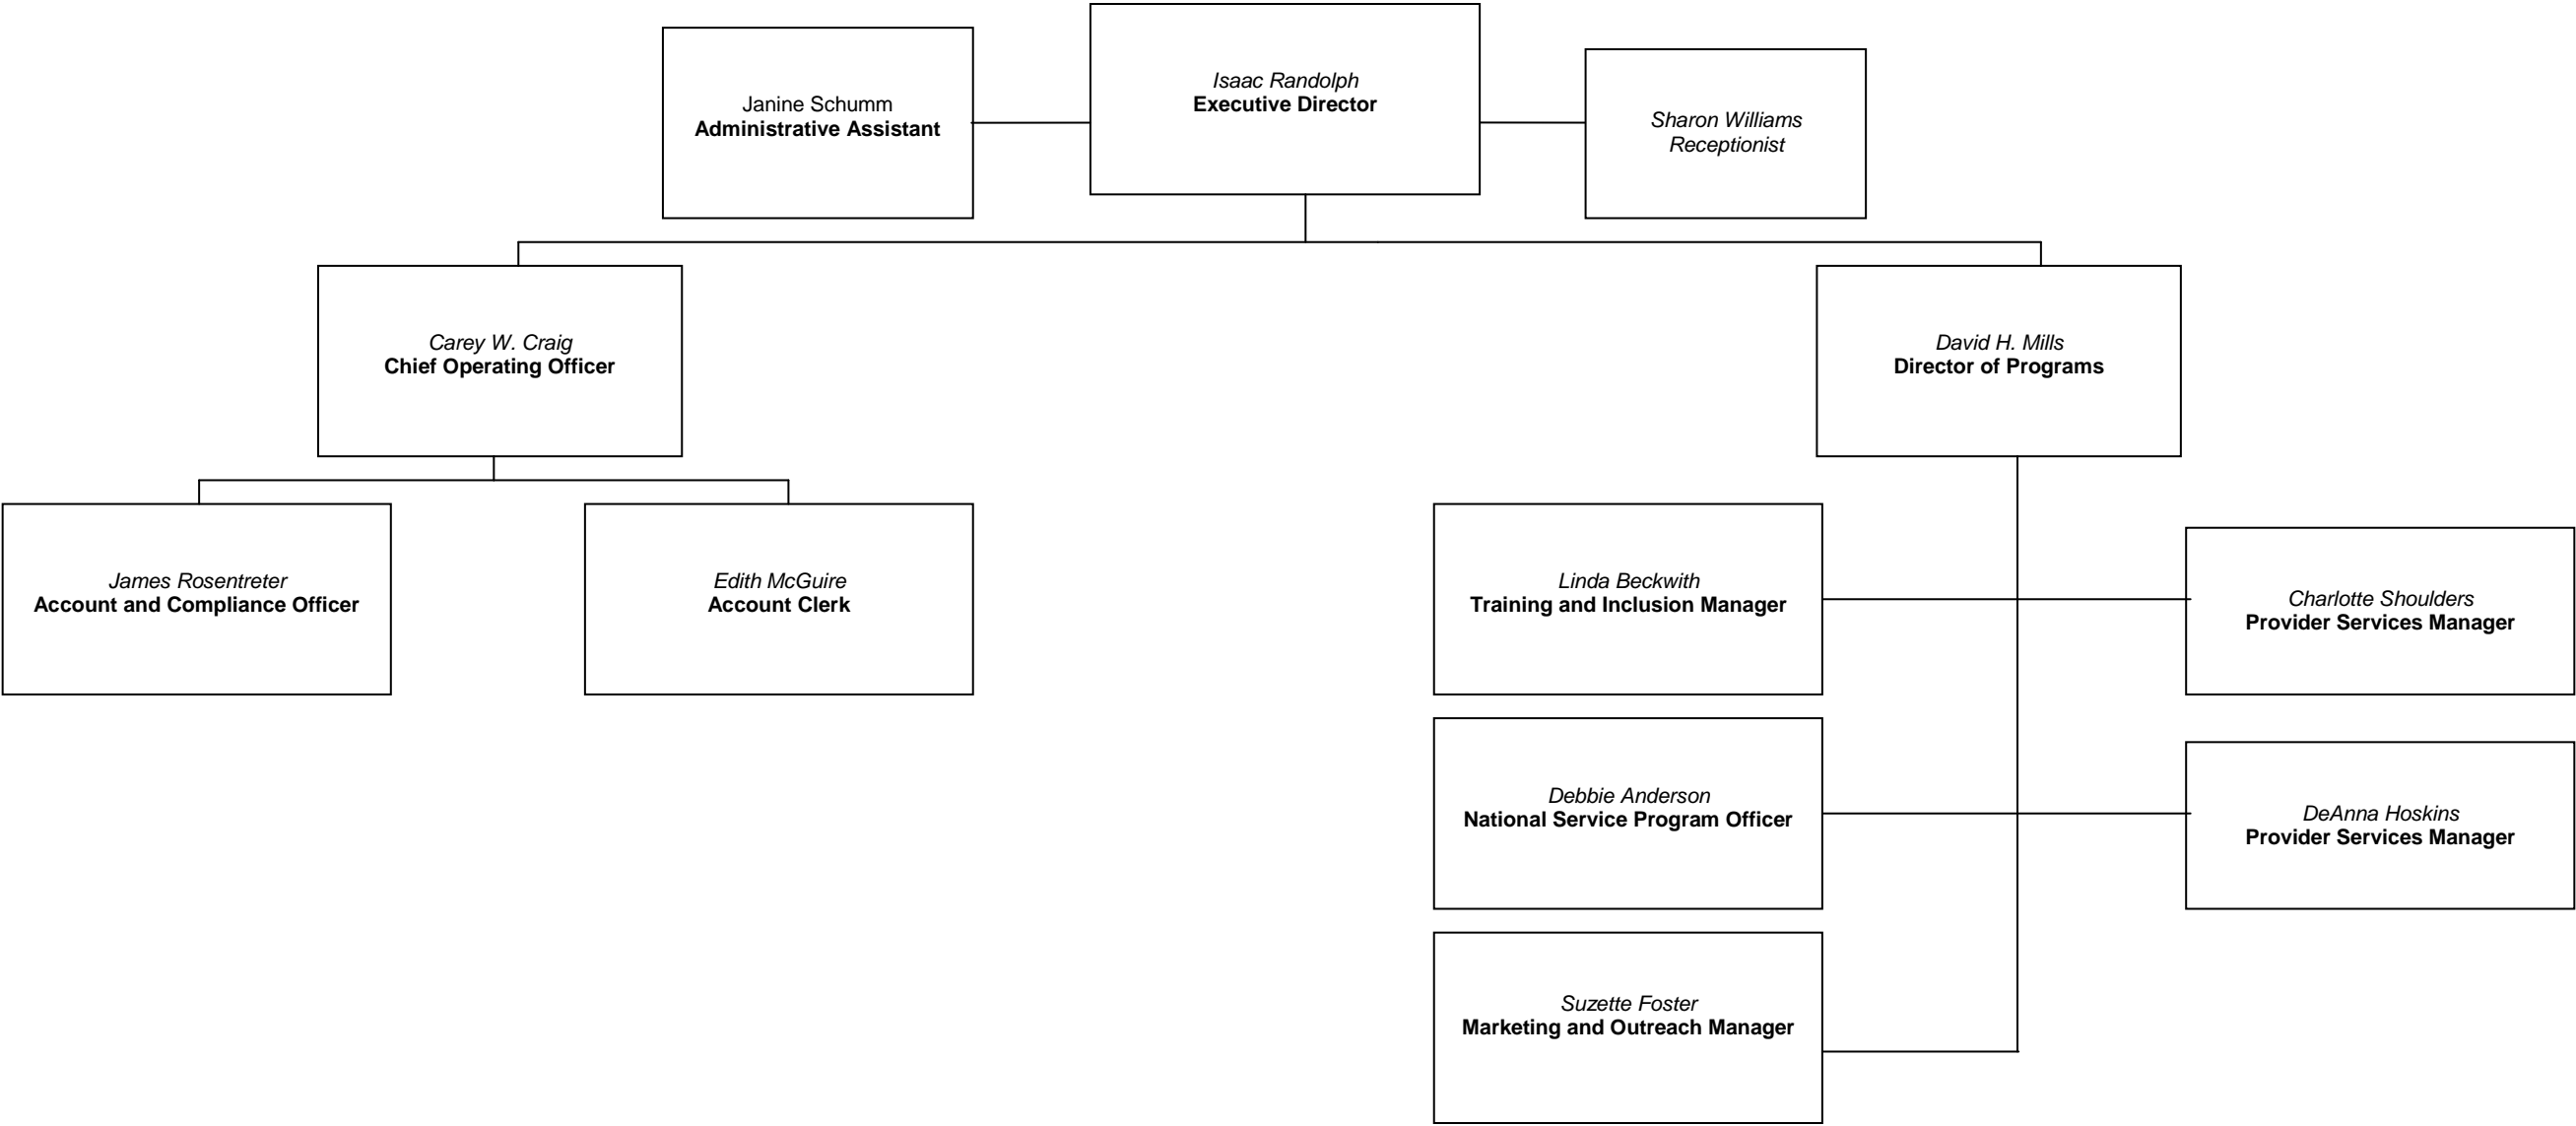 Janine Schumm
Administrative Assistant
Isaac Randolph
Executive Director
Sharon Williams
Receptionist
Carey W. Craig
Chief Operating Officer
David H. Mills
Director of Programs
James Rosentreter
Account and Compliance Officer
Edith McGuire
Account Clerk
Linda Beckwith
Training and Inclusion Manager
Charlotte Shoulders
Provider Services Manager
Debbie Anderson
National Service Program Officer
DeAnna Hoskins
Provider Services Manager
Suzette Foster
Marketing and Outreach Manager